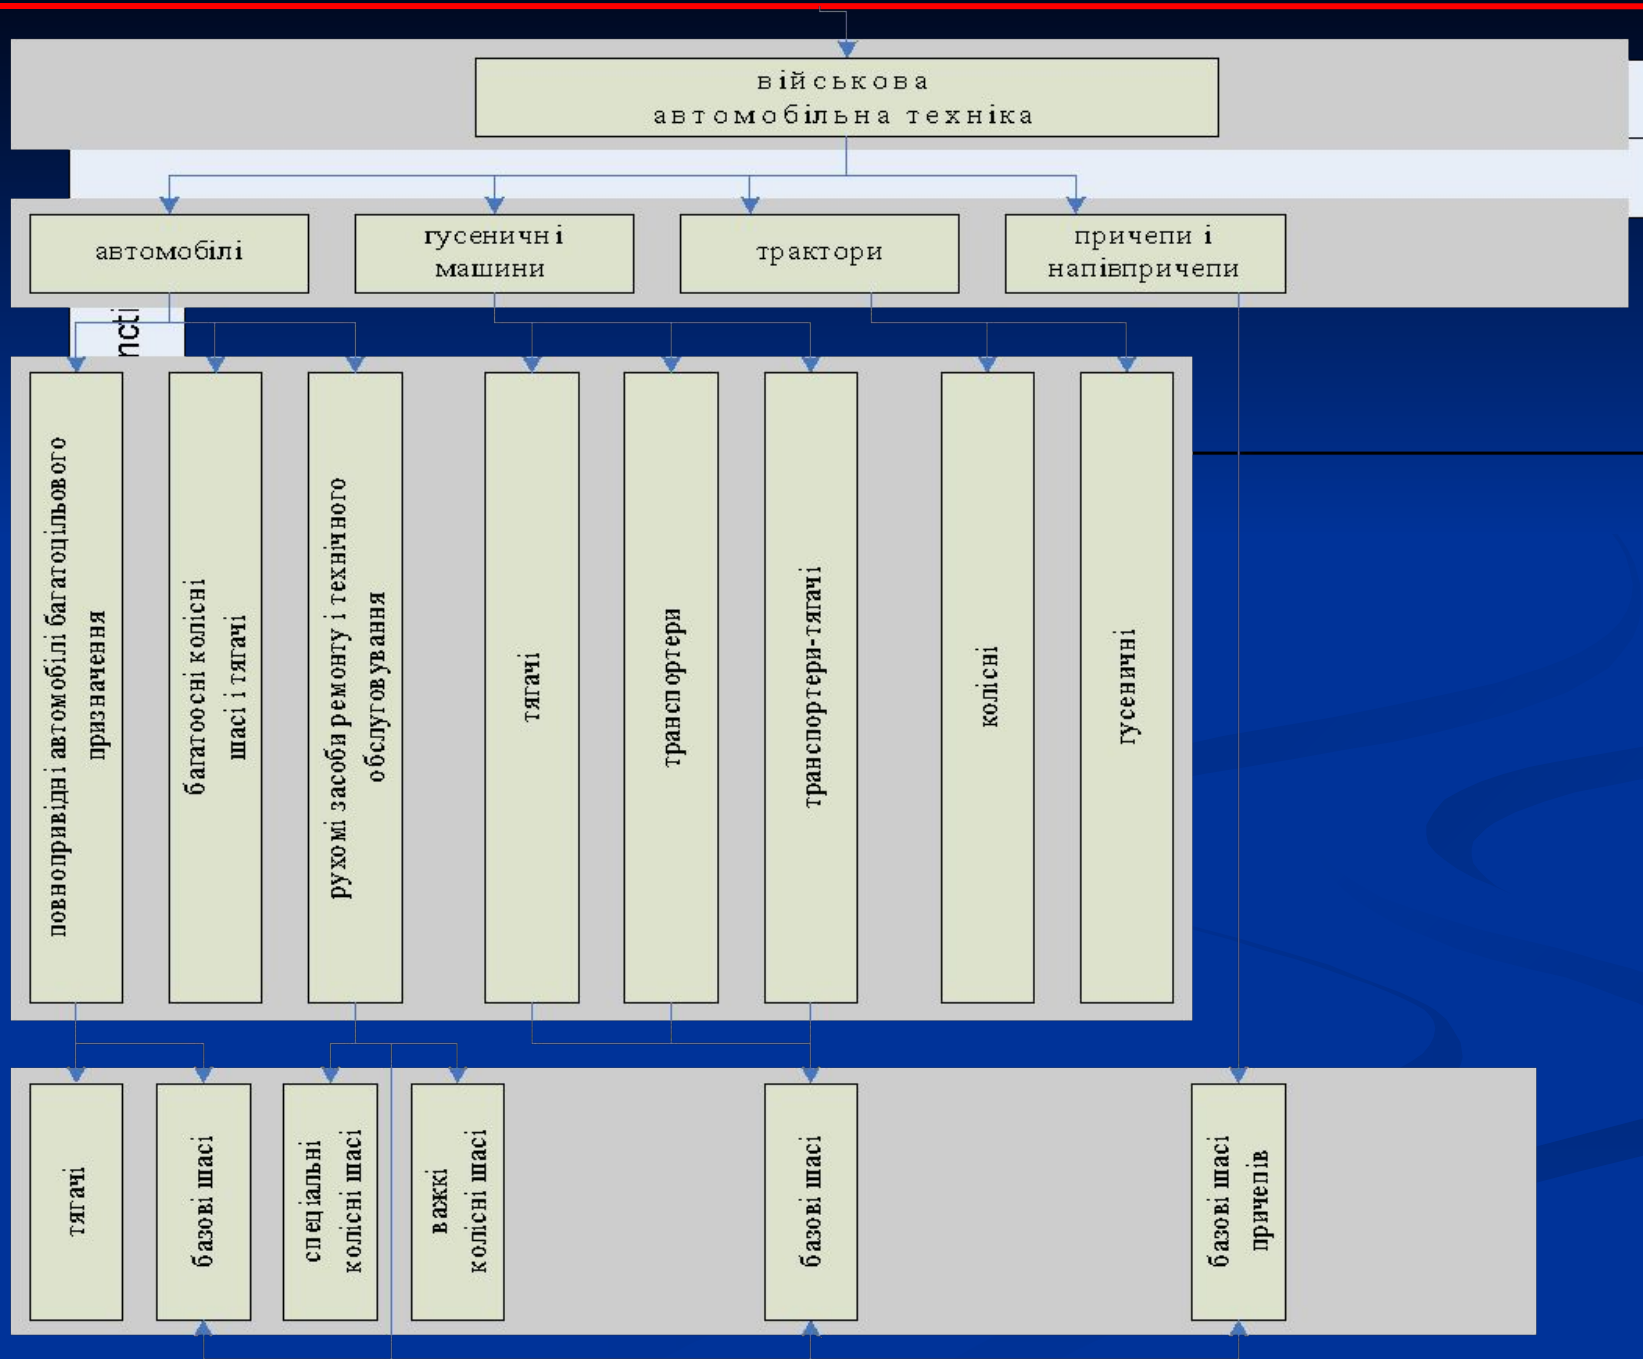 військова
автомобільна техніка
автомобілі
гусеничні
машини
трактори
причепи і
напівпричепи
ncti
повнопривідні автомобілі багатоцільового
призначення
багатоосні колісні
шасі і тягачі
рухомі засоби ремонту і технічного
обслуговування
тягачі
транспортери
транспортери-тягачі
колісні
гусеничні
тягачі
базові шасі
спеціальні
колісні шасі
важкі
колісні шасі
базові шасі
базові шасі
причепів